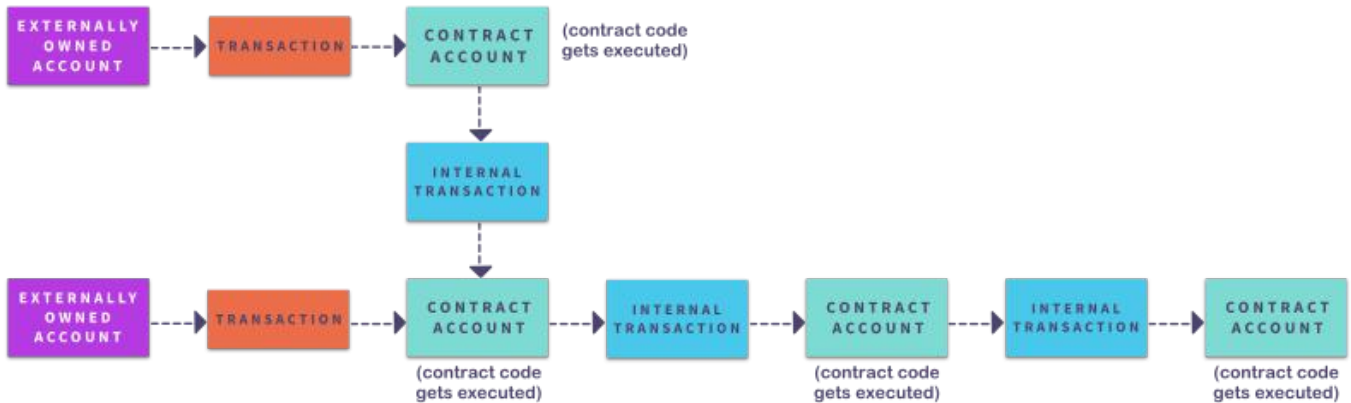 EXTERNALLY
OWNED
ACCOUNT
TRANSACTION
CONTRACT
ACCOUNT
(contract code
gets executed)
INTERNAL
TRANSACTION
EXTERNALLY
OWNED
ACCOUNT
TRANSACTION
CONTRACT
ACCOUNT
(contract code
gets executed)
INTERNAL
TRANSACTION
CONTRACT
ACCOUNT
(contract code
gets executed)
INTERNAL
TRANSACTION
CONTRACT
ACCOUNT
(contract code
gets executed)